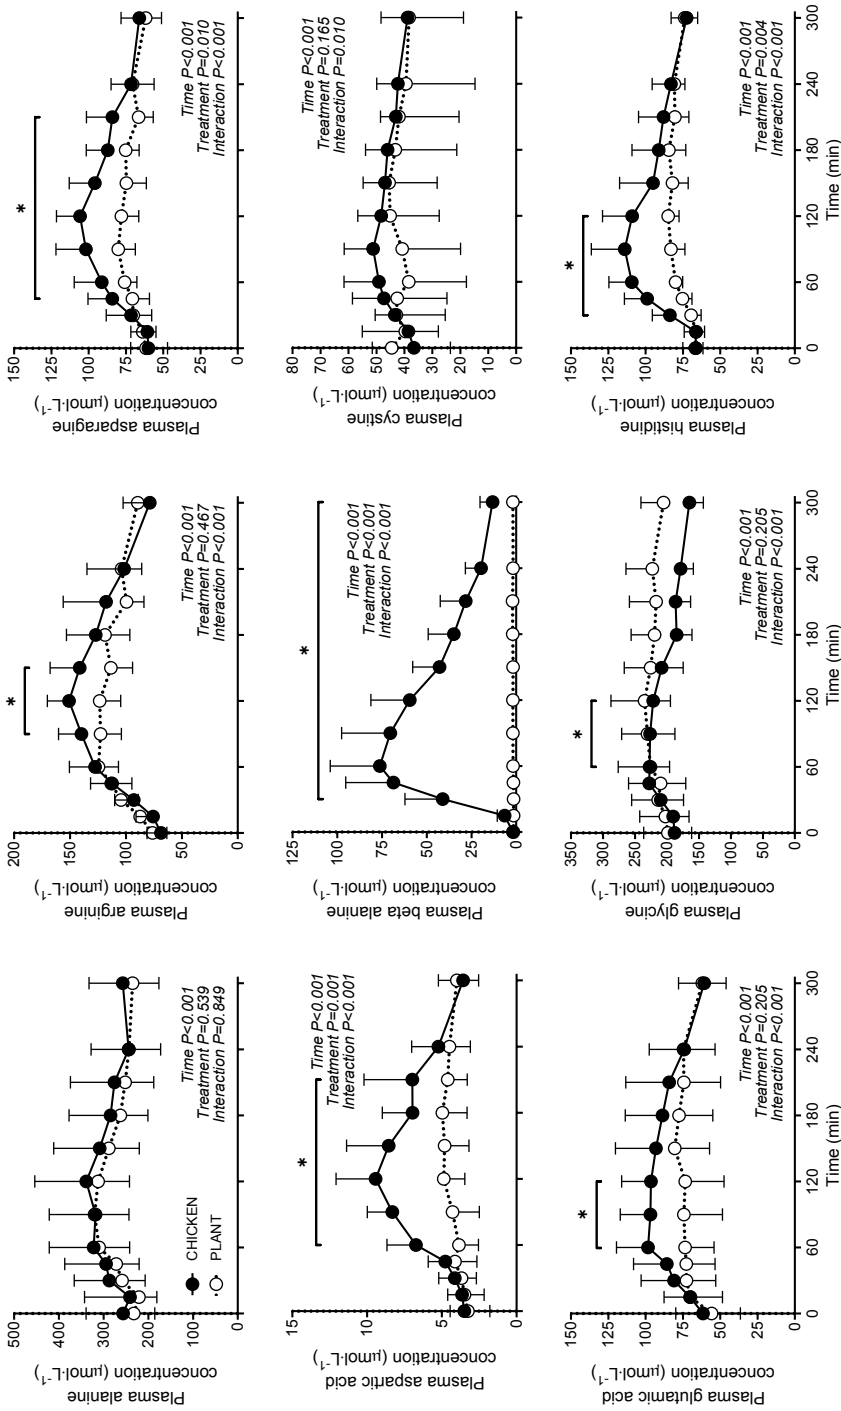 Plasma alanine
concentration (µmol·L⁻¹)
500
400
300
200
100
0
CHICKEN
PLANT
Time P<0.001
Treatment P=0.539
Interaction P=0.849
Plasma arginine
concentration (µmol·L⁻¹)
200
150
100
50
0
*
Time P<0.001
Treatment P=0.467
Interaction P<0.001
Plasma asparagine
concentration (µmol·L⁻¹)
150
125
100
75
50
25
0
*
Time P<0.001
Treatment P=0.010
Interaction P<0.001
Plasma aspartic acid
concentration (µmol·L⁻¹)
15
10
5
0
*
Time P<0.001
Treatment P=0.001
Interaction P<0.001
Plasma beta alanine
concentration (µmol·L⁻¹)
125
100
75
50
25
0
*
Time P<0.001
Treatment P<0.001
Interaction P<0.001
Plasma cystine
concentration (µmol·L⁻¹)
80
70
60
50
40
30
20
10
0
Time P<0.001
Treatment P=0.165
Interaction P=0.010
Plasma glutamic acid
concentration (µmol·L⁻¹)
150
125
100
75
50
25
0
*
Time P<0.001
Treatment P=0.205
Interaction P<0.001
0 60 120 180 240 300
Time (min)
Plasma glycine
concentration (µmol·L⁻¹)
350
300
250
200
150
100
50
0
*
Time P<0.001
Treatment P=0.205
Interaction P<0.001
0 60 120 180 240 300
Time (min)
Plasma histidine
concentration (µmol·L⁻¹)
150
125
100
75
50
25
0
*
Time P<0.001
Treatment P=0.004
Interaction P<0.001
0 60 120 180 240 300
Time (min)